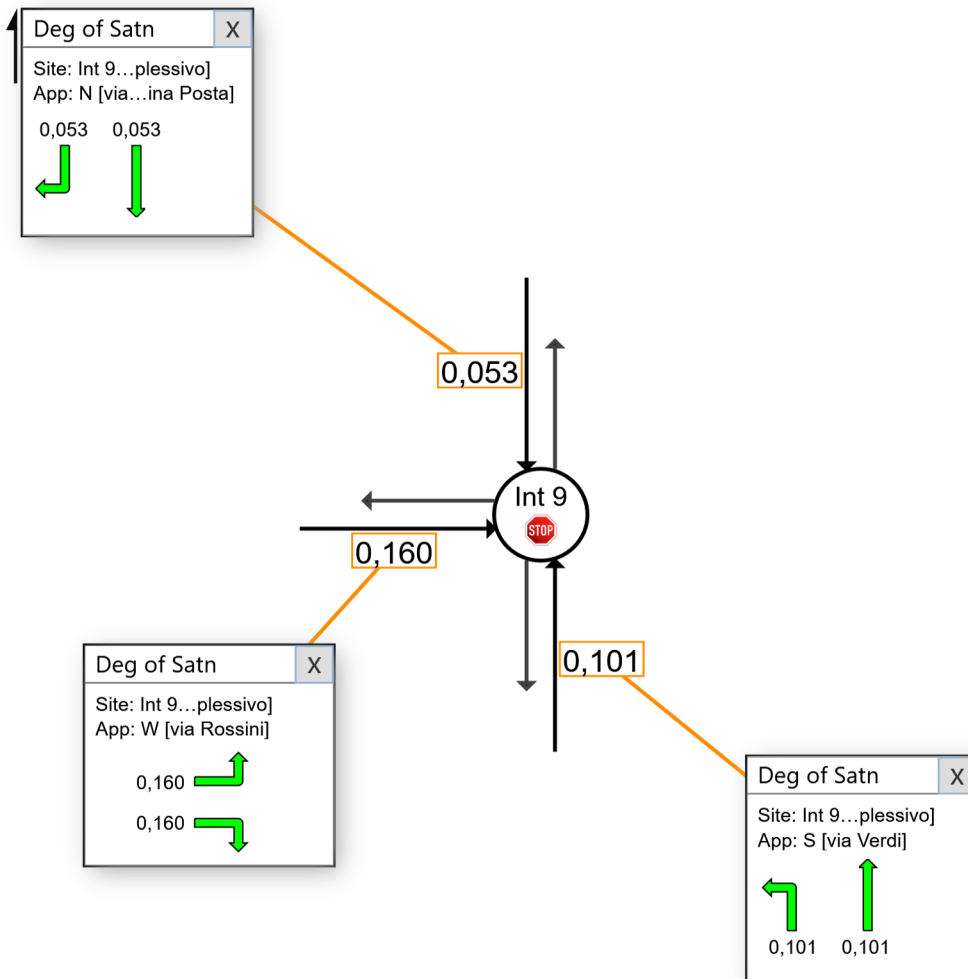 Deg of Satn X
Site: Int 9...plessivo]
App: N [via...ina Posta]
0,053 0,053
0,053
Int 9
STOP
0,160
0,101
Deg of Satn X
Site: Int 9...plessivo]
App: W [via Rossini]
0,160
0,160
Deg of Satn X
Site: Int 9...plessivo]
App: S [via Verdi]
0,101 0,101